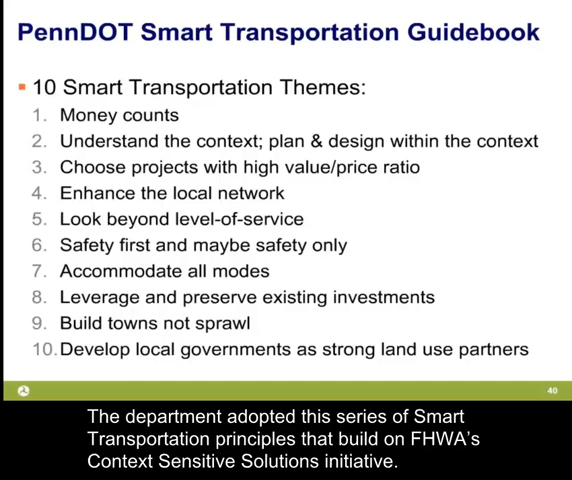 PennDOT Smart Transportation Guidebook
10 Smart Transportation Themes:
1. Money counts
2. Understand the context; plan & design within the context
3. Choose projects with high value/price ratio
4. Enhance the local network
5. Look beyond level-of-service
6. Safety first and maybe safety only
7. Accommodate all modes
8. Leverage and preserve existing investments
9. Build towns not sprawl
10. Develop local governments as strong land use partners
40
The department adopted this series of Smart
Transportation principles that build on FHWA's
Context Sensitive Solutions initiative.